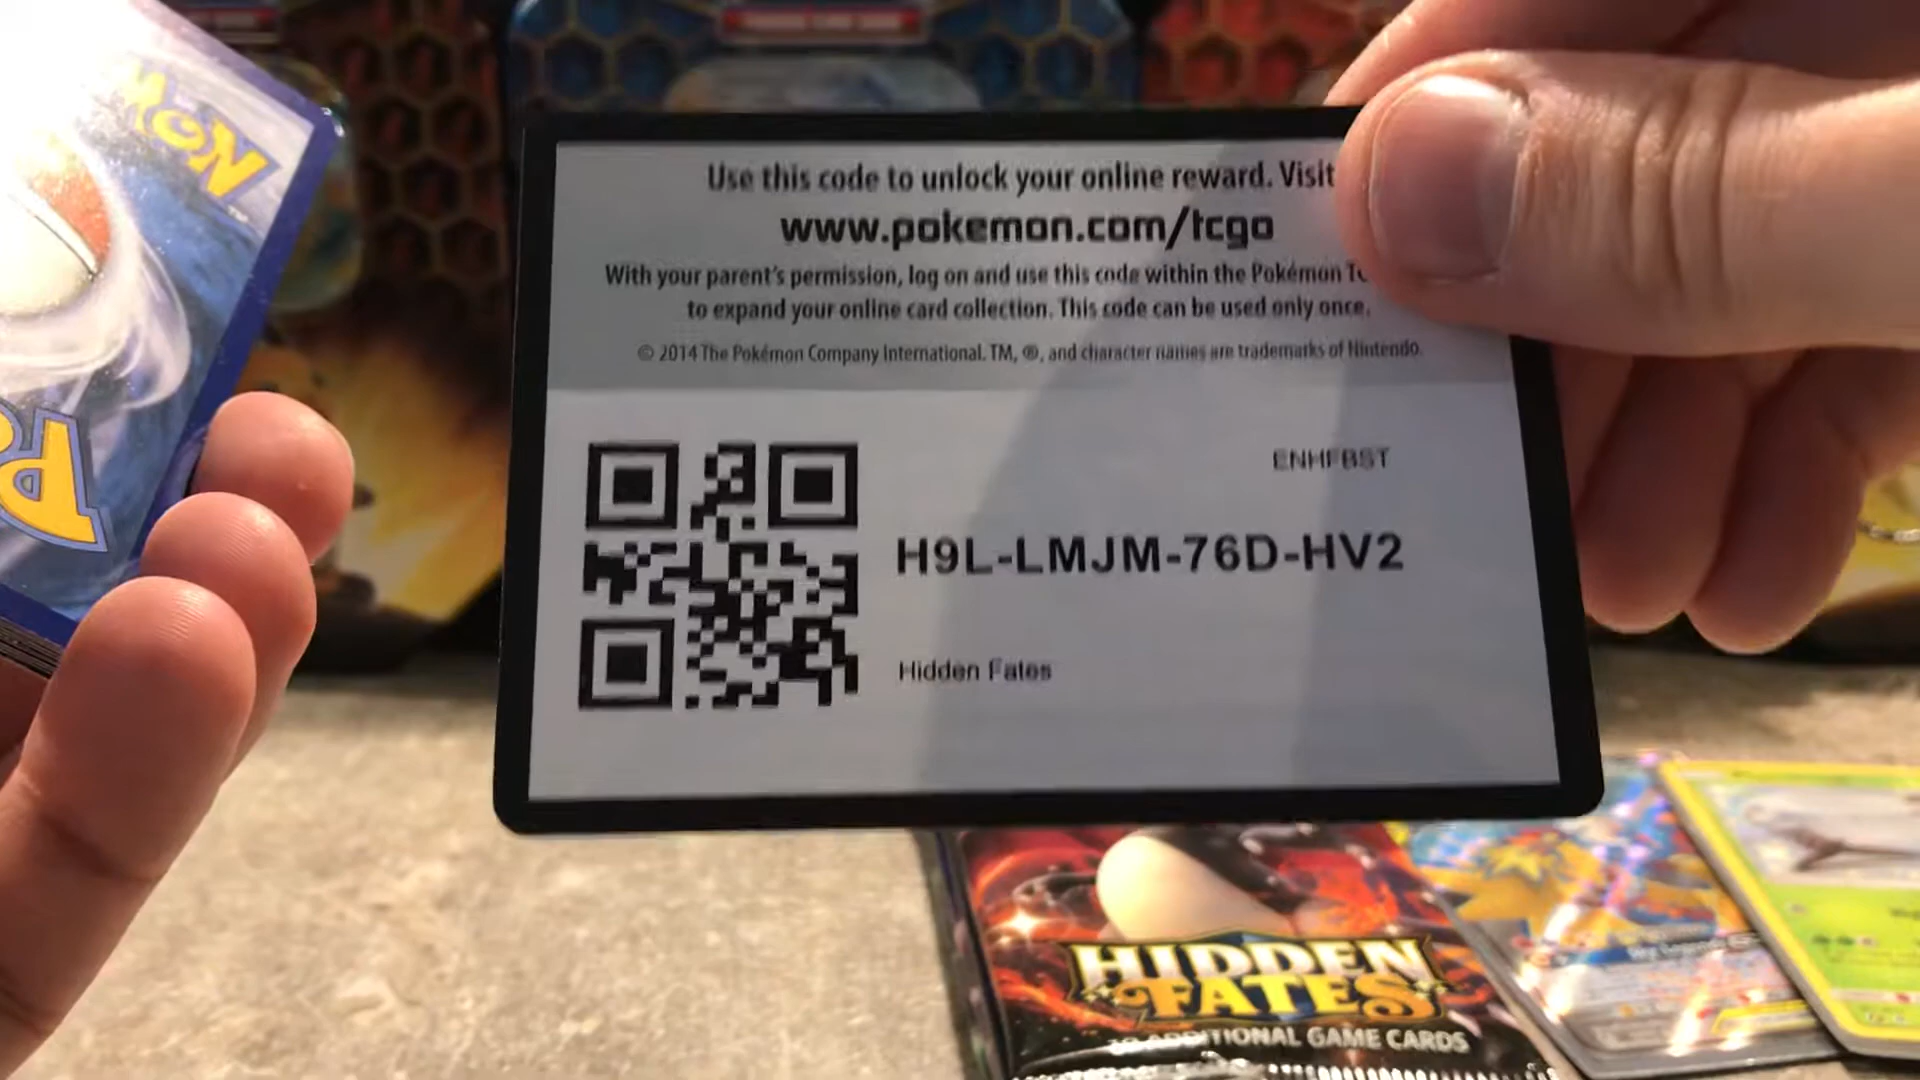 Use this code to unlock your online reward. Visit
www.pokemon.com/tcgo
With your parent's permission, log on and use this code within the Pokémon
to expand your online card collection. This code can be used only once.
© 2014 The Pokémon Company International. TM, ®, and character names are trademarks of Nintendo.
ENHFBST
H9L-LMJM-76D-HV2
Hidden Fates
HIDDEN
FATES
ADDITIONAL GAME CARDS